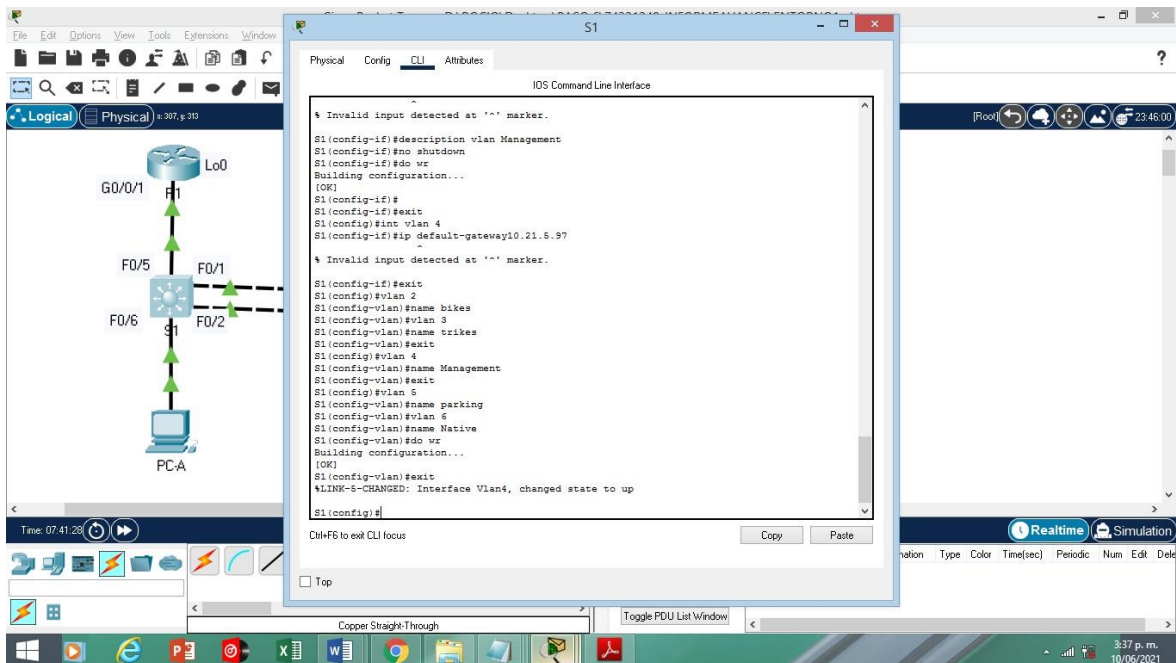 S1
File Edit Options View Tools Extensions Window
Physical Config CLI Attributes
IOS Command Line Interface
Logical Physical x: 307, y: 313
[Root] 23:46:00
^
% Invalid input detected at '^' marker.
S1(config-if)#description vlan Management
S1(config-if)#no shutdown
S1(config-if)#do wr
Building configuration...
[OK]
S1(config-if)#
S1(config-if)#exit
S1(config)#int vlan 4
S1(config-if)#ip default-gateway10.21.5.97
^
% Invalid input detected at '^' marker.
S1(config-if)#exit
S1(config)#vlan 2
S1(config-vlan)#name bikes
S1(config-vlan)#vlan 3
S1(config-vlan)#name trikes
S1(config-vlan)#exit
S1(config)#vlan 4
S1(config-vlan)#name Management
S1(config-vlan)#exit
S1(config)#vlan 5
S1(config-vlan)#name parking
S1(config-vlan)#vlan 6
S1(config-vlan)#name Native
S1(config-vlan)#do wr
Building configuration...
[OK]
S1(config-vlan)#exit
%LINK-5-CHANGED: Interface Vlan4, changed state to up
S1(config)#
Lo0
G0/0/1
R1
F0/5 F0/1
F0/6 F0/2
S1
PC-A
Ctrl+F6 to exit CLI focus
Copy Paste
Top
Time: 07:41:28
Realtime Simulation
Type Color Time(sec) Periodic Num Edit Dele
Copper Straight-Through
Toggle PDU List Window
3:37 p. m.
10/06/2021